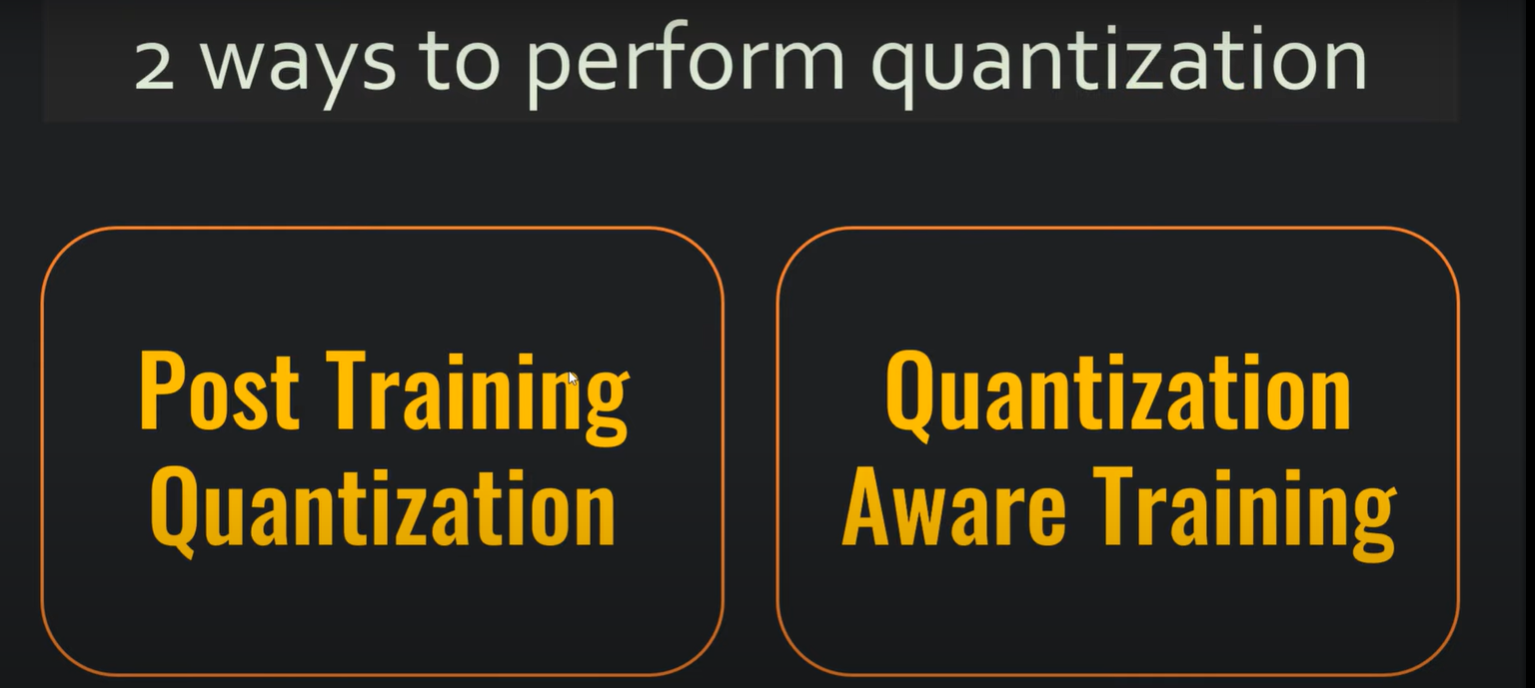 2 ways to perform quantization
Post Training
Quantization
Quantization
Aware Training